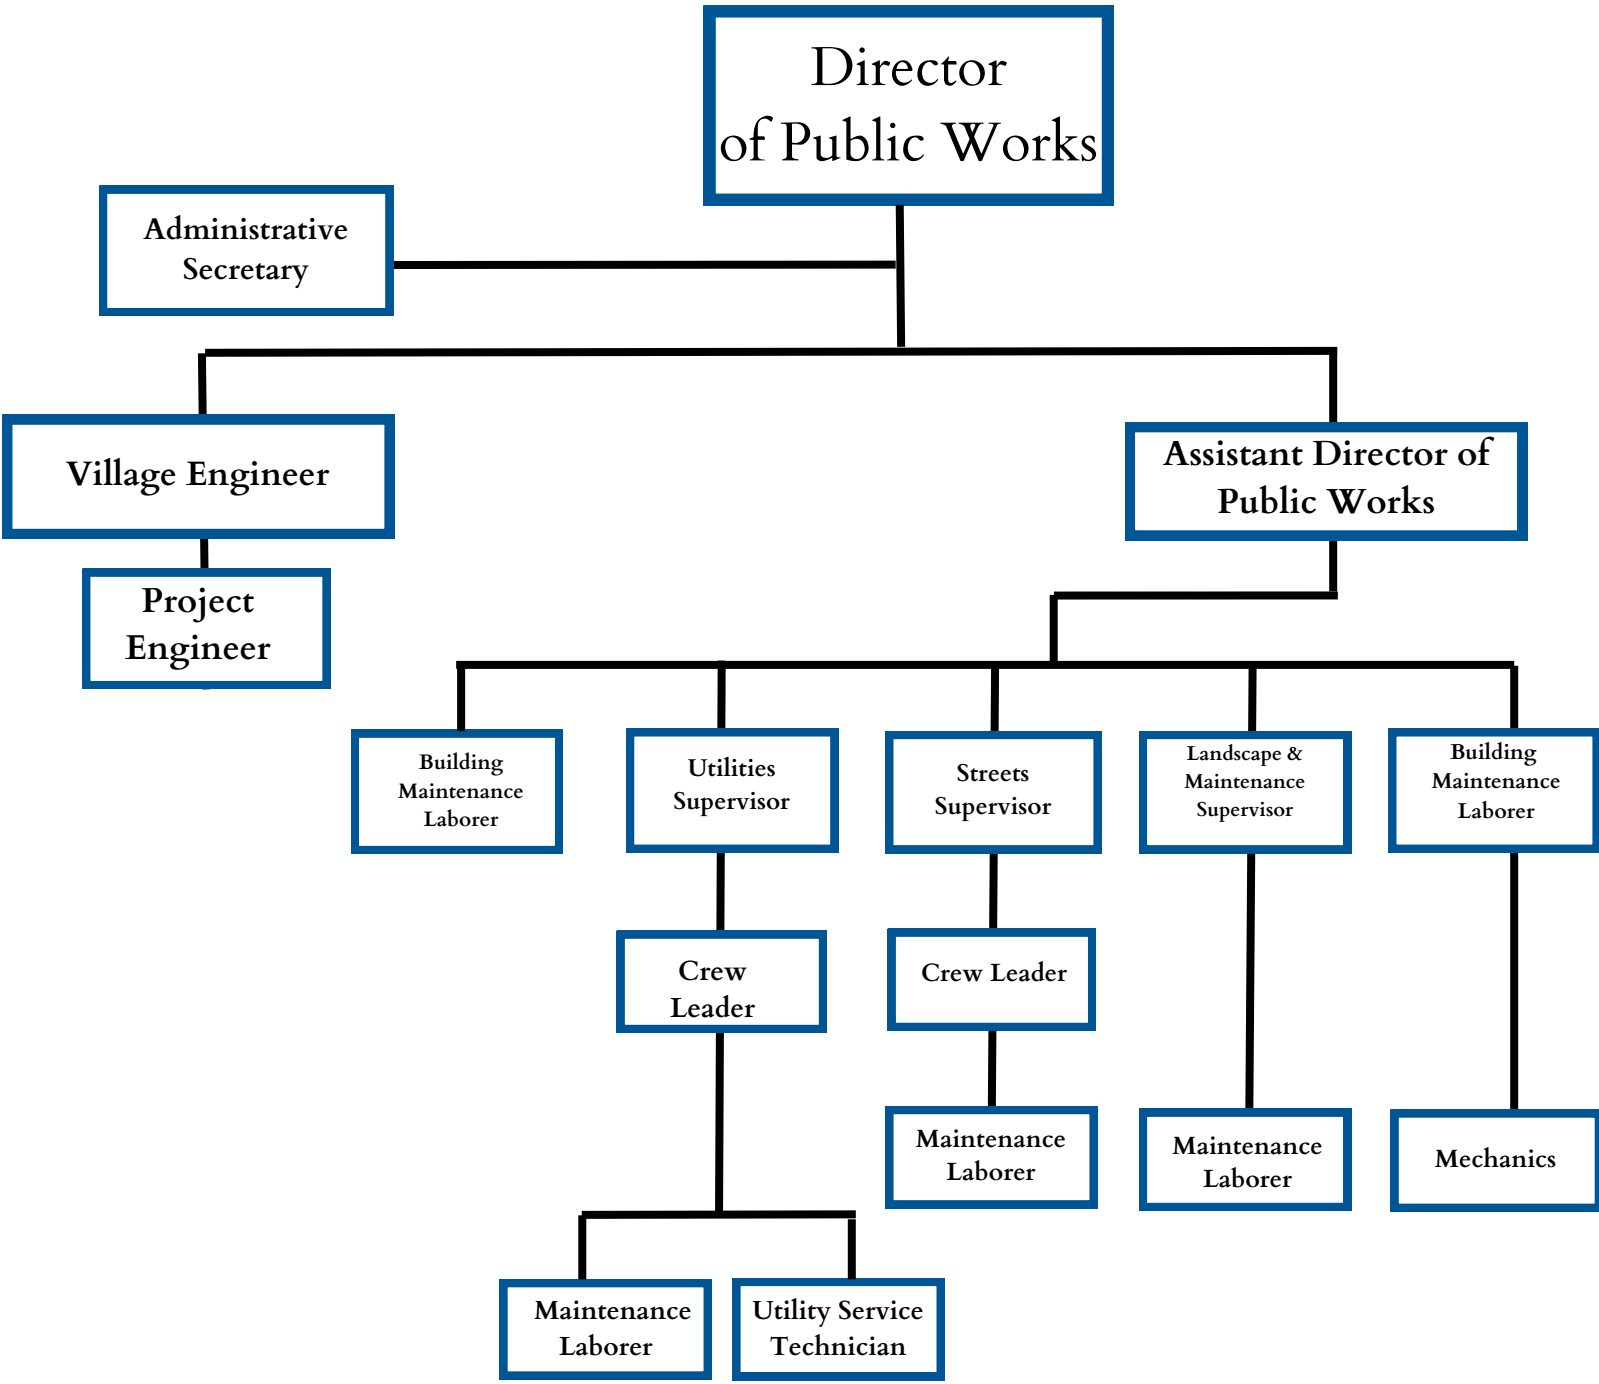 Director
of Public Works
Administrative
Secretary
Village Engineer
Assistant Director of
Public Works
Project
Engineer
Building
Maintenance
Laborer
Utilities
Supervisor
Streets
Supervisor
Landscape &
Maintenance
Supervisor
Building
Maintenance
Laborer
Crew
Leader
Crew Leader
Maintenance
Laborer
Maintenance
Laborer
Mechanics
Maintenance
Laborer
Utility Service
Technician